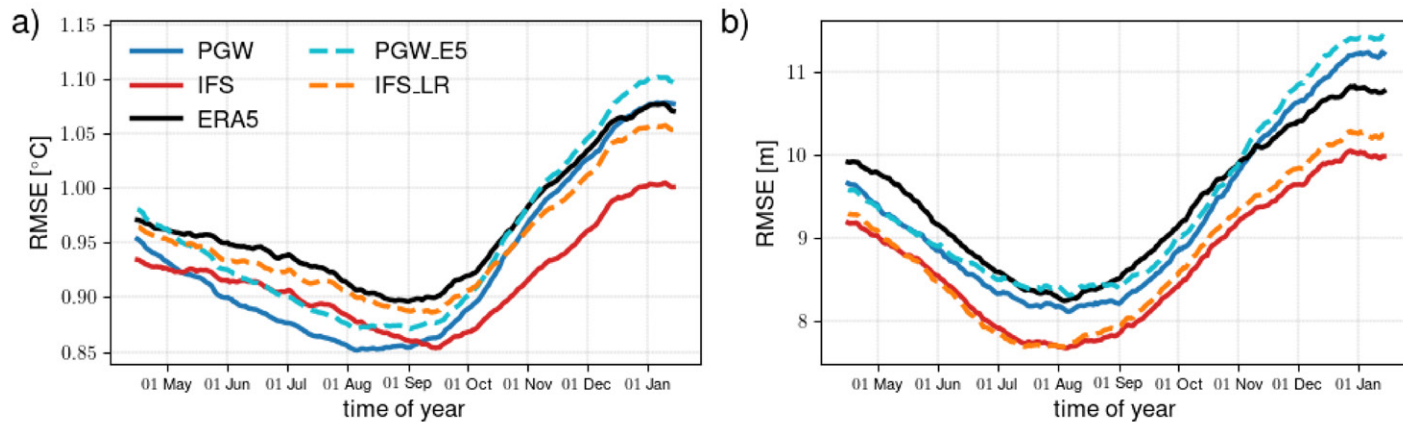 a)
RMSE [°C]
1.15
1.10
1.05
1.00
0.95
0.90
0.85
PGW
IFS
ERA5
PGW_E5
IFS_LR
01 May 01 Jun 01 Jul 01 Aug 01 Sep 01 Oct 01 Nov 01 Dec 01 Jan
time of year
b)
RMSE [m]
11
10
9
8
01 May 01 Jun 01 Jul 01 Aug 01 Sep 01 Oct 01 Nov 01 Dec 01 Jan
time of year